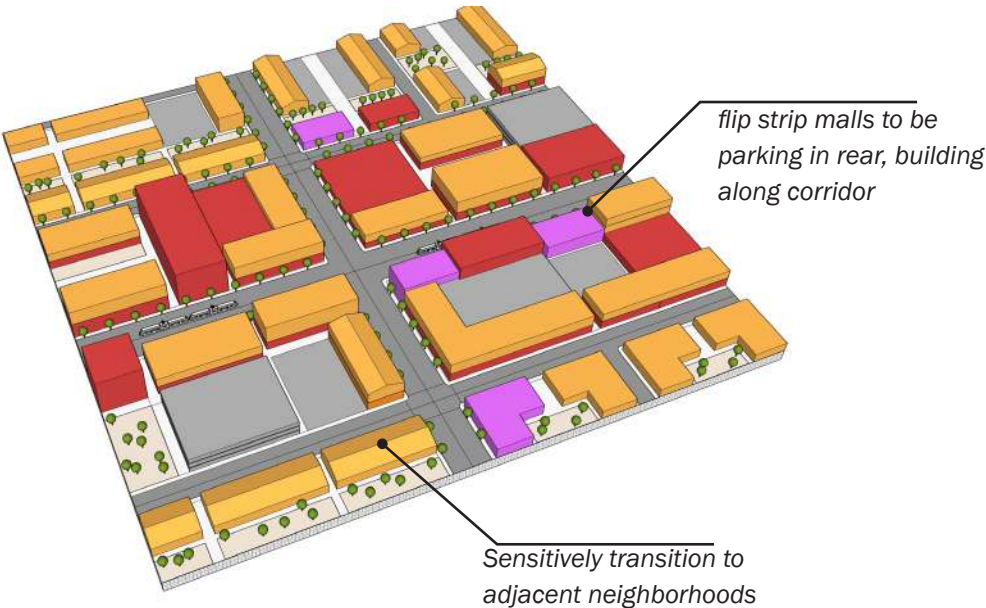 flip strip malls to be
parking in rear, building
along corridor
Sensitively transition to
adjacent neighborhoods